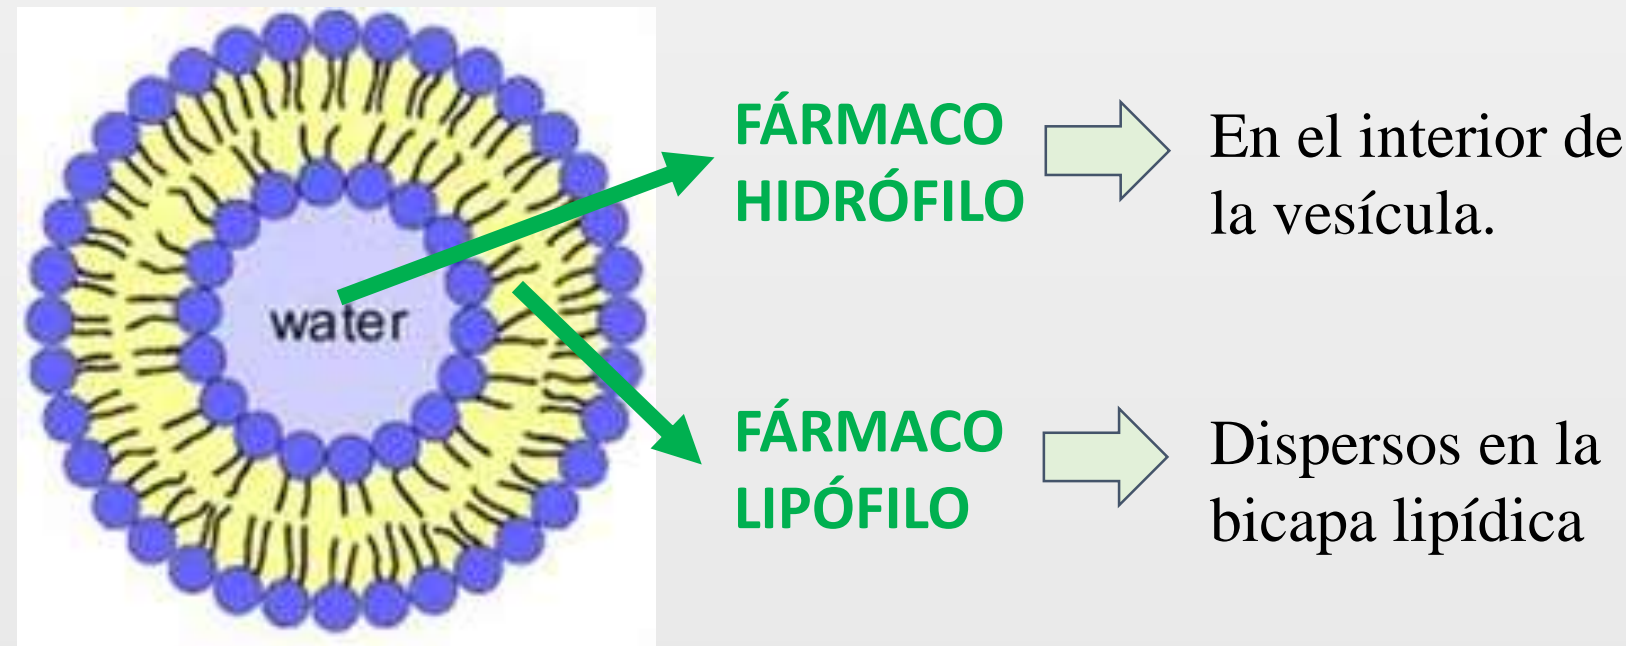 water
FÁRMACO
HIDRÓFILO
En el interior de
la vesícula.
FÁRMACO
LIPÓFILO
Dispersos en la
bicapa lipídica